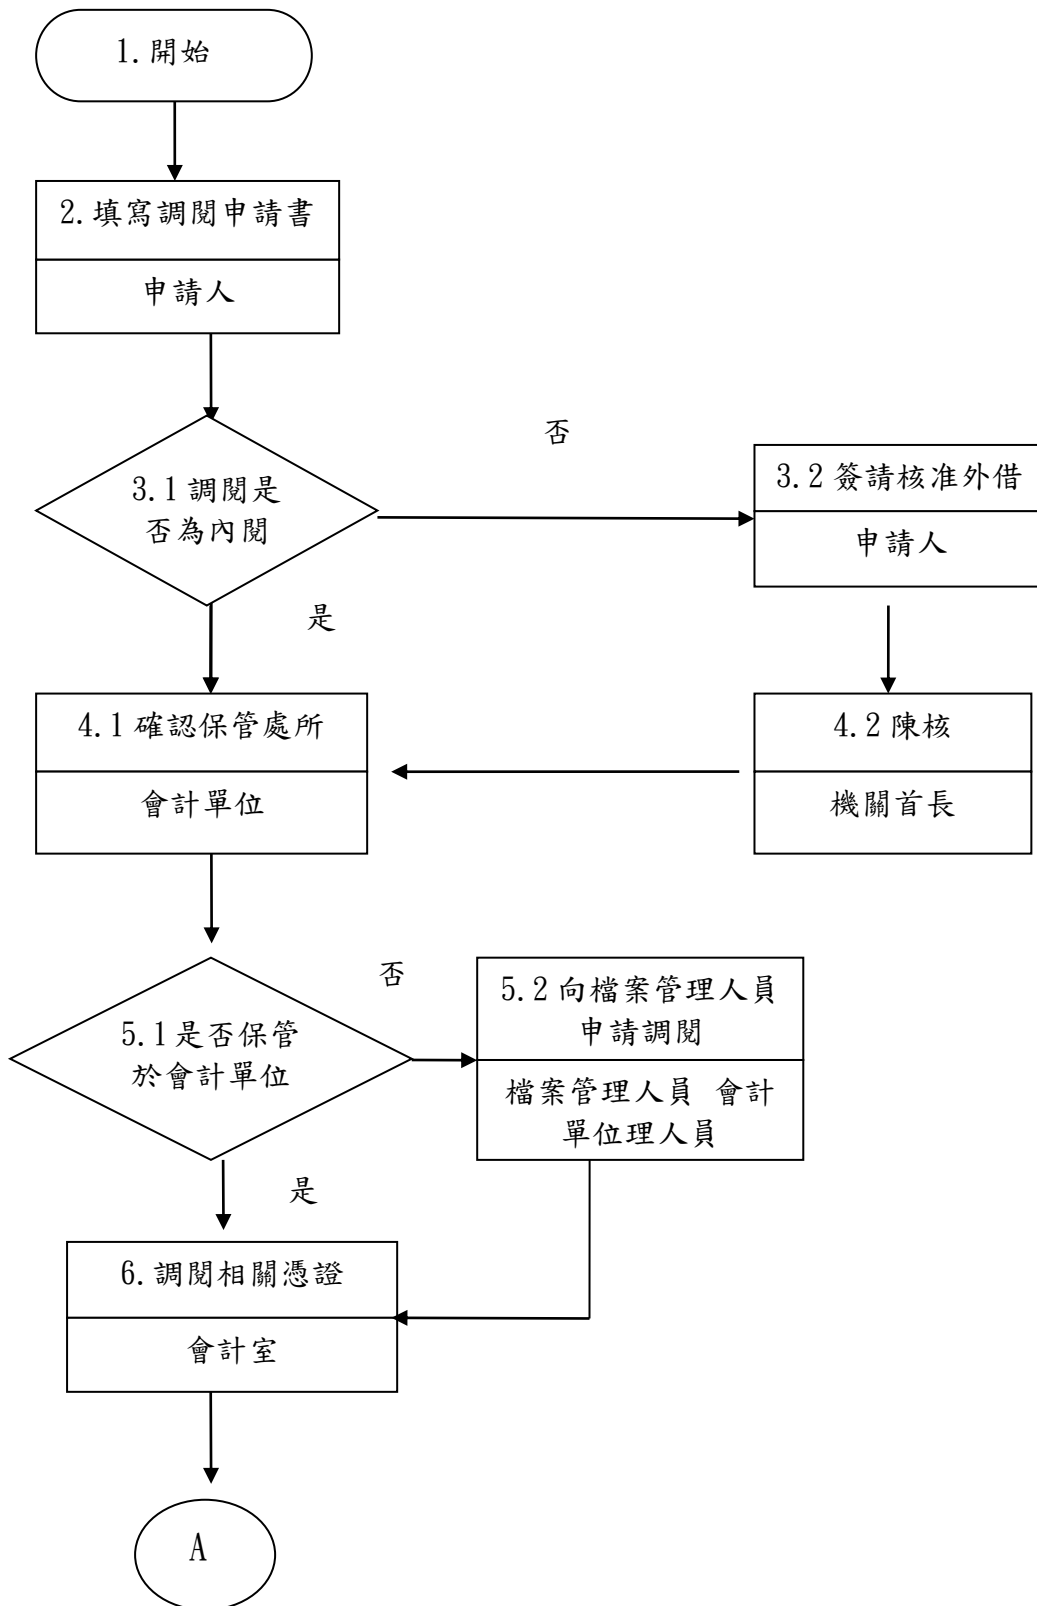 1.開始
2.填寫調閱申請書
申請人
否
3.1 調閱是
否為內閱
3.2 簽請核准外借
申請人
是
4.1 確認保管處所
會計單位
4.2 陳核
機關首長
否
5.1 是否保管
於會計單位
5.2 向檔案管理人員
申請調閱
檔案管理人員 會計
單位理人員
是
6.調閱相關憑證
會計室
A